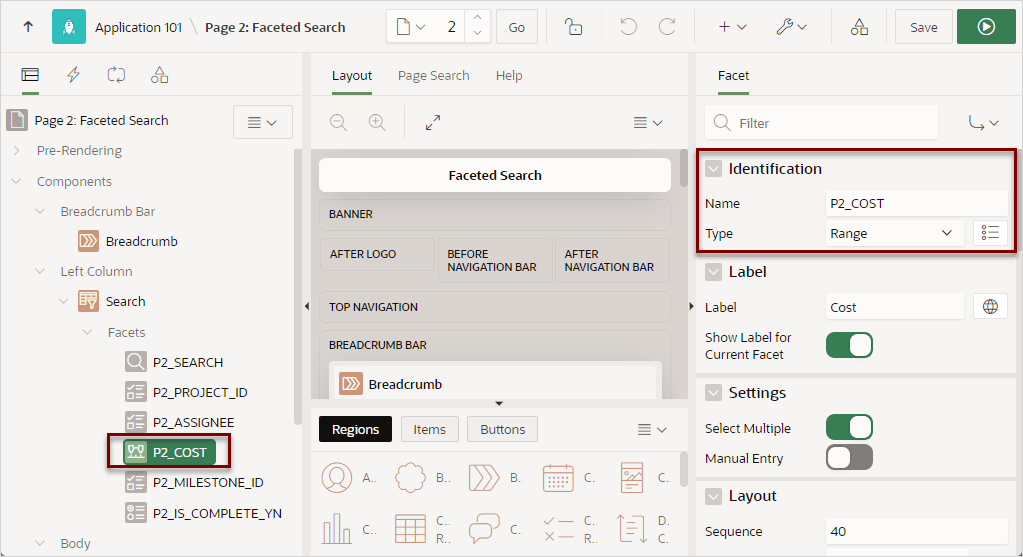 Application 101 \ Page 2: Faceted Search
2
Go
Save
Page 2: Faceted Search
Pre-Rendering
Components
Breadcrumb Bar
Breadcrumb
Left Column
Search
Facets
P2_SEARCH
P2_PROJECT_ID
P2_ASSIGNEE
P2_COST
P2_MILESTONE_ID
P2_IS_COMPLETE_YN
Body
Layout Page Search Help
Faceted Search
BANNER
AFTER LOGO
BEFORE
NAVIGATION BAR
AFTER
NAVIGATION BAR
TOP NAVIGATION
BREADCRUMB BAR
Breadcrumb
Regions Items Buttons
A.. B.. B.. C.. C..
C.. C.. R.. C.. C.. R.. D.. C..
Facet
Filter
Identification
Name P2_COST
Type Range
Label
Label Cost
Show Label for
Current Facet
Settings
Select Multiple
Manual Entry
Layout
Sequence 40